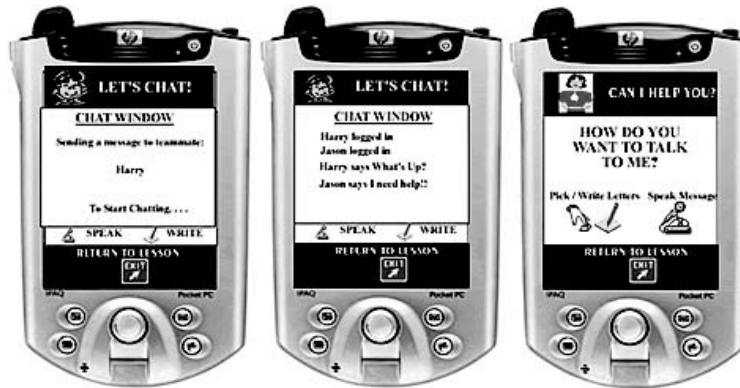 hp
LET'S CHAT!
CHAT WINDOW
Sending a message to teammate:
Harry
To Start Chatting. . . .
SPEAK WRITE
RETURN TO LESSON
EXIT
iPAQ Pocket PC
hp
LET'S CHAT!
CHAT WINDOW
Harry logged in
Jason logged in
Harry says What's Up?
Jason says I need help!!
SPEAK WRITE
RETURN TO LESSON
EXIT
iPAQ Pocket PC
hp
CAN I HELP YOU?
HOW DO YOU
WANT TO TALK
TO ME?
Pick / Write Letters Speak Message
RETURN TO LESSON
EXIT
iPAQ Pocket PC